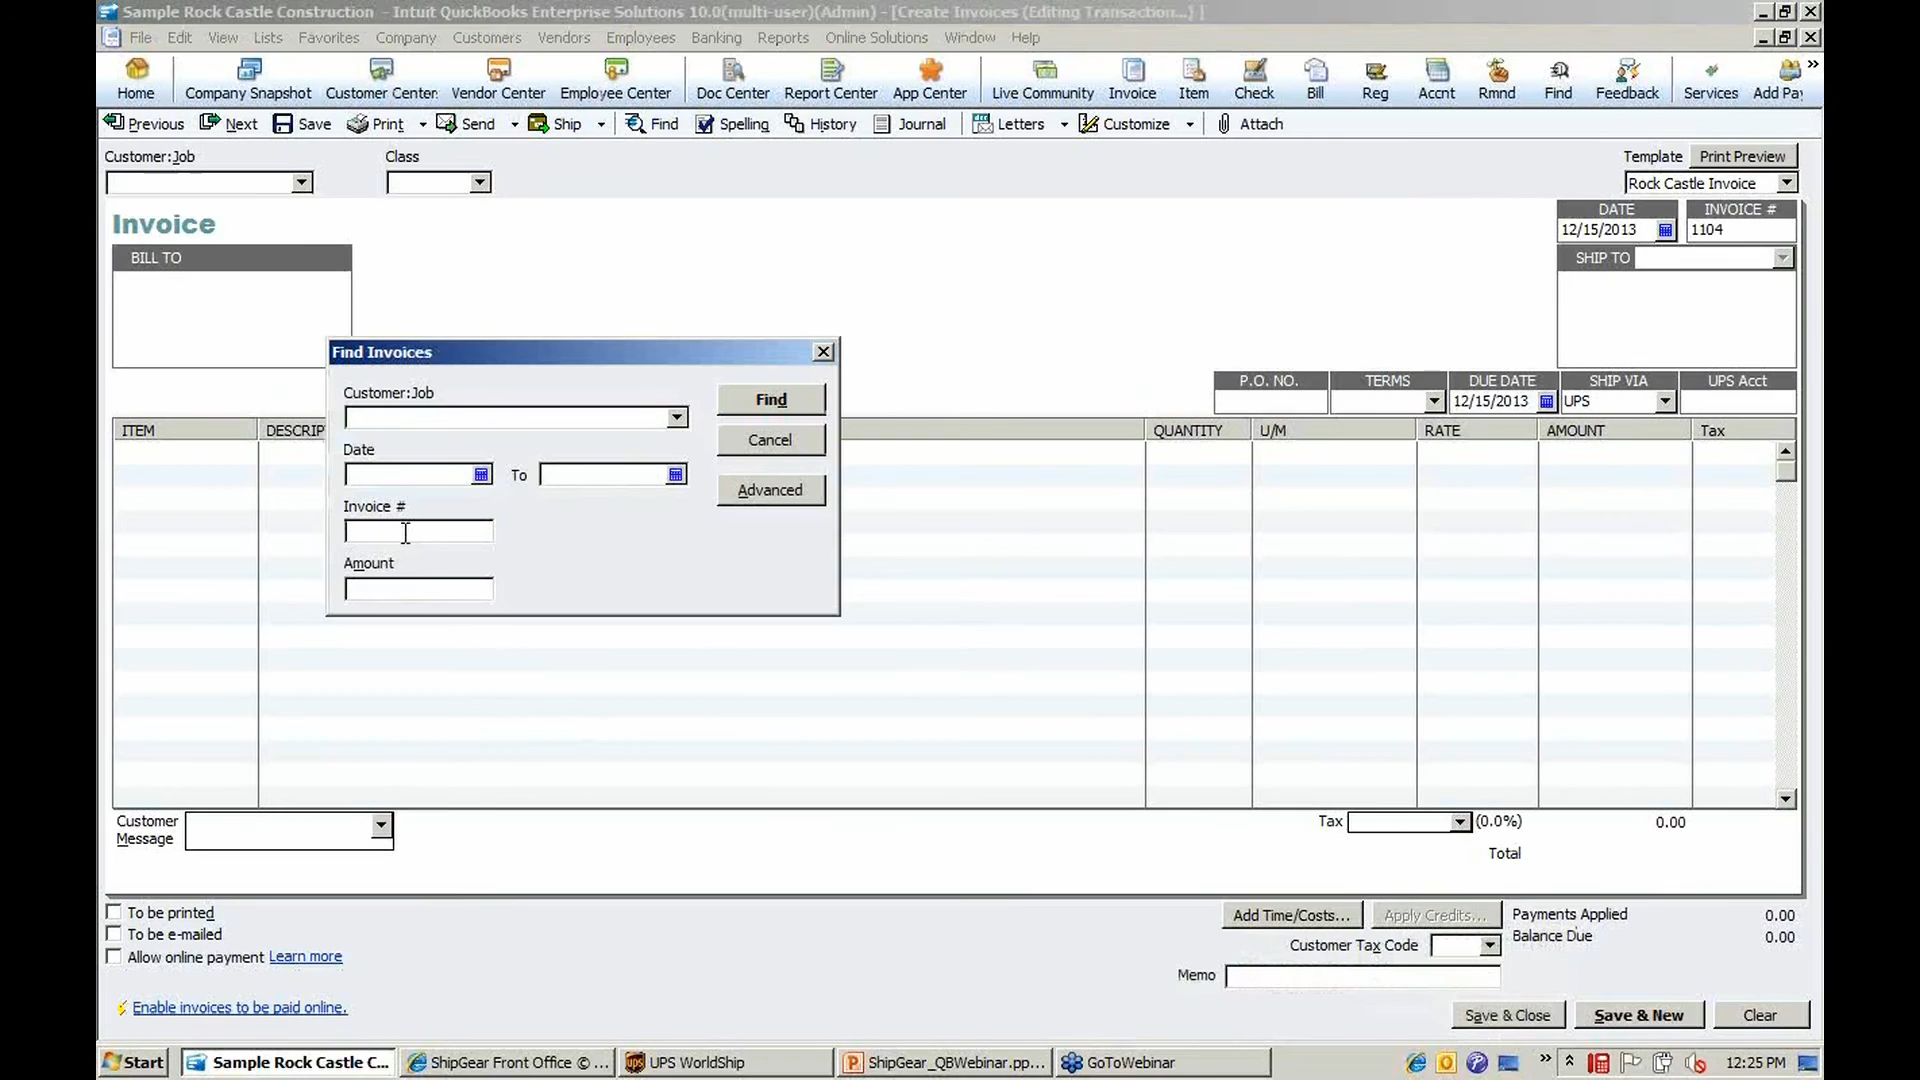 Sample Rock Castle Construction - Intuit QuickBooks Enterprise Solutions 10.0(multi-user)(Admin) - [Create Invoices (Editing Transaction...) ]
File Edit View Lists Favorites Company Customers Vendors Employees Banking Reports Online Solutions Window Help
Home Company Snapshot Customer Center Vendor Center Employee Center Doc Center Report Center App Center Live Community Invoice Item Check Bill Reg Accnt Rmnd Find Feedback Services Add Pay
Previous Next Save Print Send Ship Find Spelling History Journal Letters Customize Attach
Customer:Job Class Template Print Preview
Rock Castle Invoice
Invoice
DATE INVOICE #
12/15/2013 1104
BILL TO
SHIP TO
Find Invoices
Customer:Job
Find
Cancel
Date
To
Advanced
Invoice #
Amount
P.O. NO. TERMS DUE DATE SHIP VIA UPS Acct
12/15/2013 UPS
ITEM DESCRIP QUANTITY U/M RATE AMOUNT Tax
Customer Message
Tax (0.0%) 0.00
Total
To be printed
To be e-mailed
Allow online payment Learn more
Add Time/Costs... Apply Credits... Payments Applied 0.00
Customer Tax Code Balance Due 0.00
Memo
Enable invoices to be paid online.
Save & Close Save & New Clear
Start Sample Rock Castle C... ShipGear Front Office © ... UPS WorldShip ShipGear_QBWebinar.pp... GoToWebinar 12:25 PM